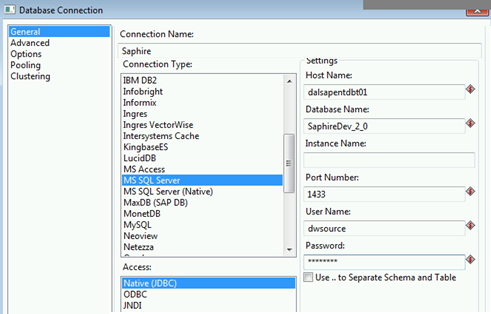 Database Connection
General
Advanced
Options
Pooling
Clustering
Connection Name:
Saphire
Connection Type:
IBM DB2
Infobright
Informix
Ingres
Ingres VectorWise
Intersystems Cache
KingbaseES
LucidDB
MS Access
MS SQL Server
MS SQL Server (Native)
MaxDB (SAP DB)
MonetDB
MySQL
Neoview
Netezza
Access:
Native (JDBC)
ODBC
JNDI
Settings
Host Name:
dalsapentdbt01
Database Name:
SaphireDev_2_0
Instance Name:
Port Number:
1433
User Name:
dwsource
Password:
********
Use .. to Separate Schema and Table